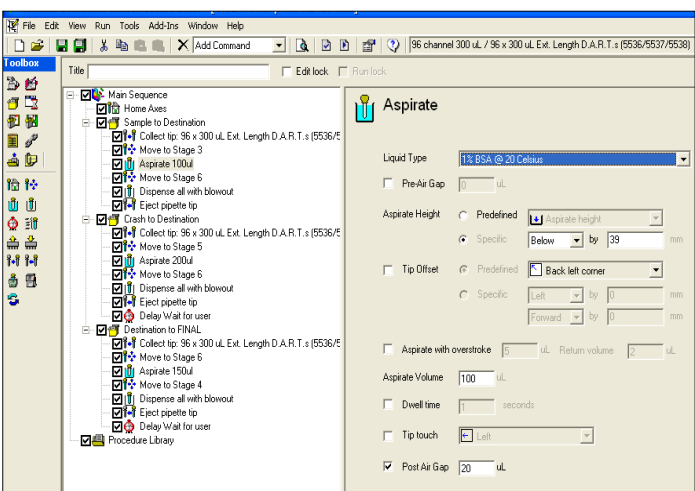 File Edit View Run Tools Add-Ins Window Help
Add Command
96 channel 300 uL / 96 x 300 uL Ext. Length D.A.R.T.s (5536/5537/5538)
Toolbox
Title
Edit lock
Run lock
Main Sequence
Home Axes
Sample to Destination
Collect tip: 96 x 300 uL Ext. Length D.A.R.T.s (5536/5
Move to Stage 3
Aspirate 100ul
Move to Stage 6
Dispense all with blowout
Eject pipette tip
Crash to Destination
Collect tip: 96 x 300 uL Ext. Length D.A.R.T.s (5536/5
Move to Stage 5
Aspirate 200ul
Move to Stage 6
Dispense all with blowout
Eject pipette tip
Delay Wait for user
Destination to FINAL
Collect tip: 96 x 300 uL Ext. Length D.A.R.T.s (5536/5
Move to Stage 6
Aspirate 150ul
Move to Stage 4
Dispense all with blowout
Eject pipette tip
Delay Wait for user
Procedure Library
Aspirate
Liquid Type 1% BSA @ 20 Celsius
Pre-Air Gap 0 uL
Aspirate Height Predefined Aspirate height
Specific Below by 39 mm
Tip Offset Predefined Back left corner
Specific Left by 0 mm
Forward by 0 mm
Aspirate with overstroke 5 uL Return volume 2 uL
Aspirate Volume 100 uL
Dwell time 1 seconds
Tip touch Left
Post Air Gap 20 uL